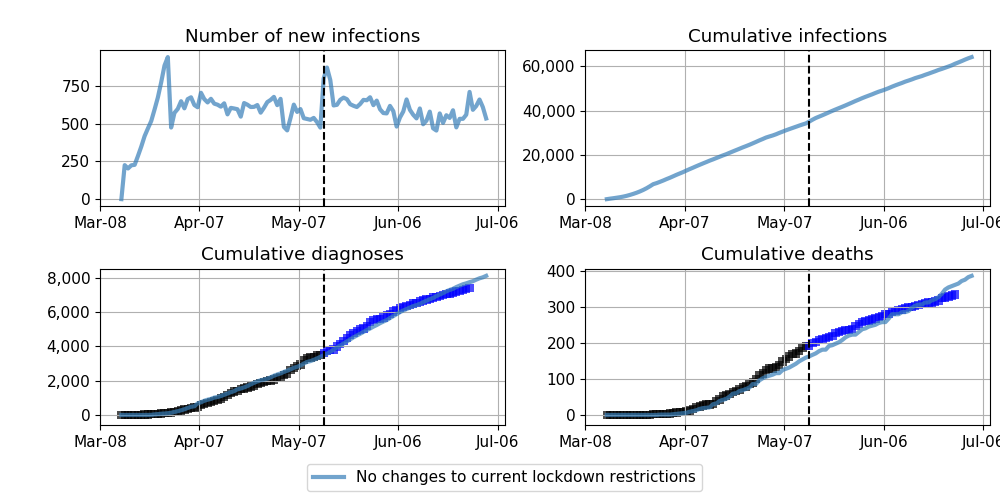 Number of new infections
750
500
250
0
Mar-08 Apr-07 May-07 Jun-06 Jul-06
Cumulative infections
60,000
40,000
20,000
0
Mar-08 Apr-07 May-07 Jun-06 Jul-06
Cumulative diagnoses
8,000
6,000
4,000
2,000
0
Mar-08 Apr-07 May-07 Jun-06 Jul-06
Cumulative deaths
400
300
200
100
0
Mar-08 Apr-07 May-07 Jun-06 Jul-06
No changes to current lockdown restrictions